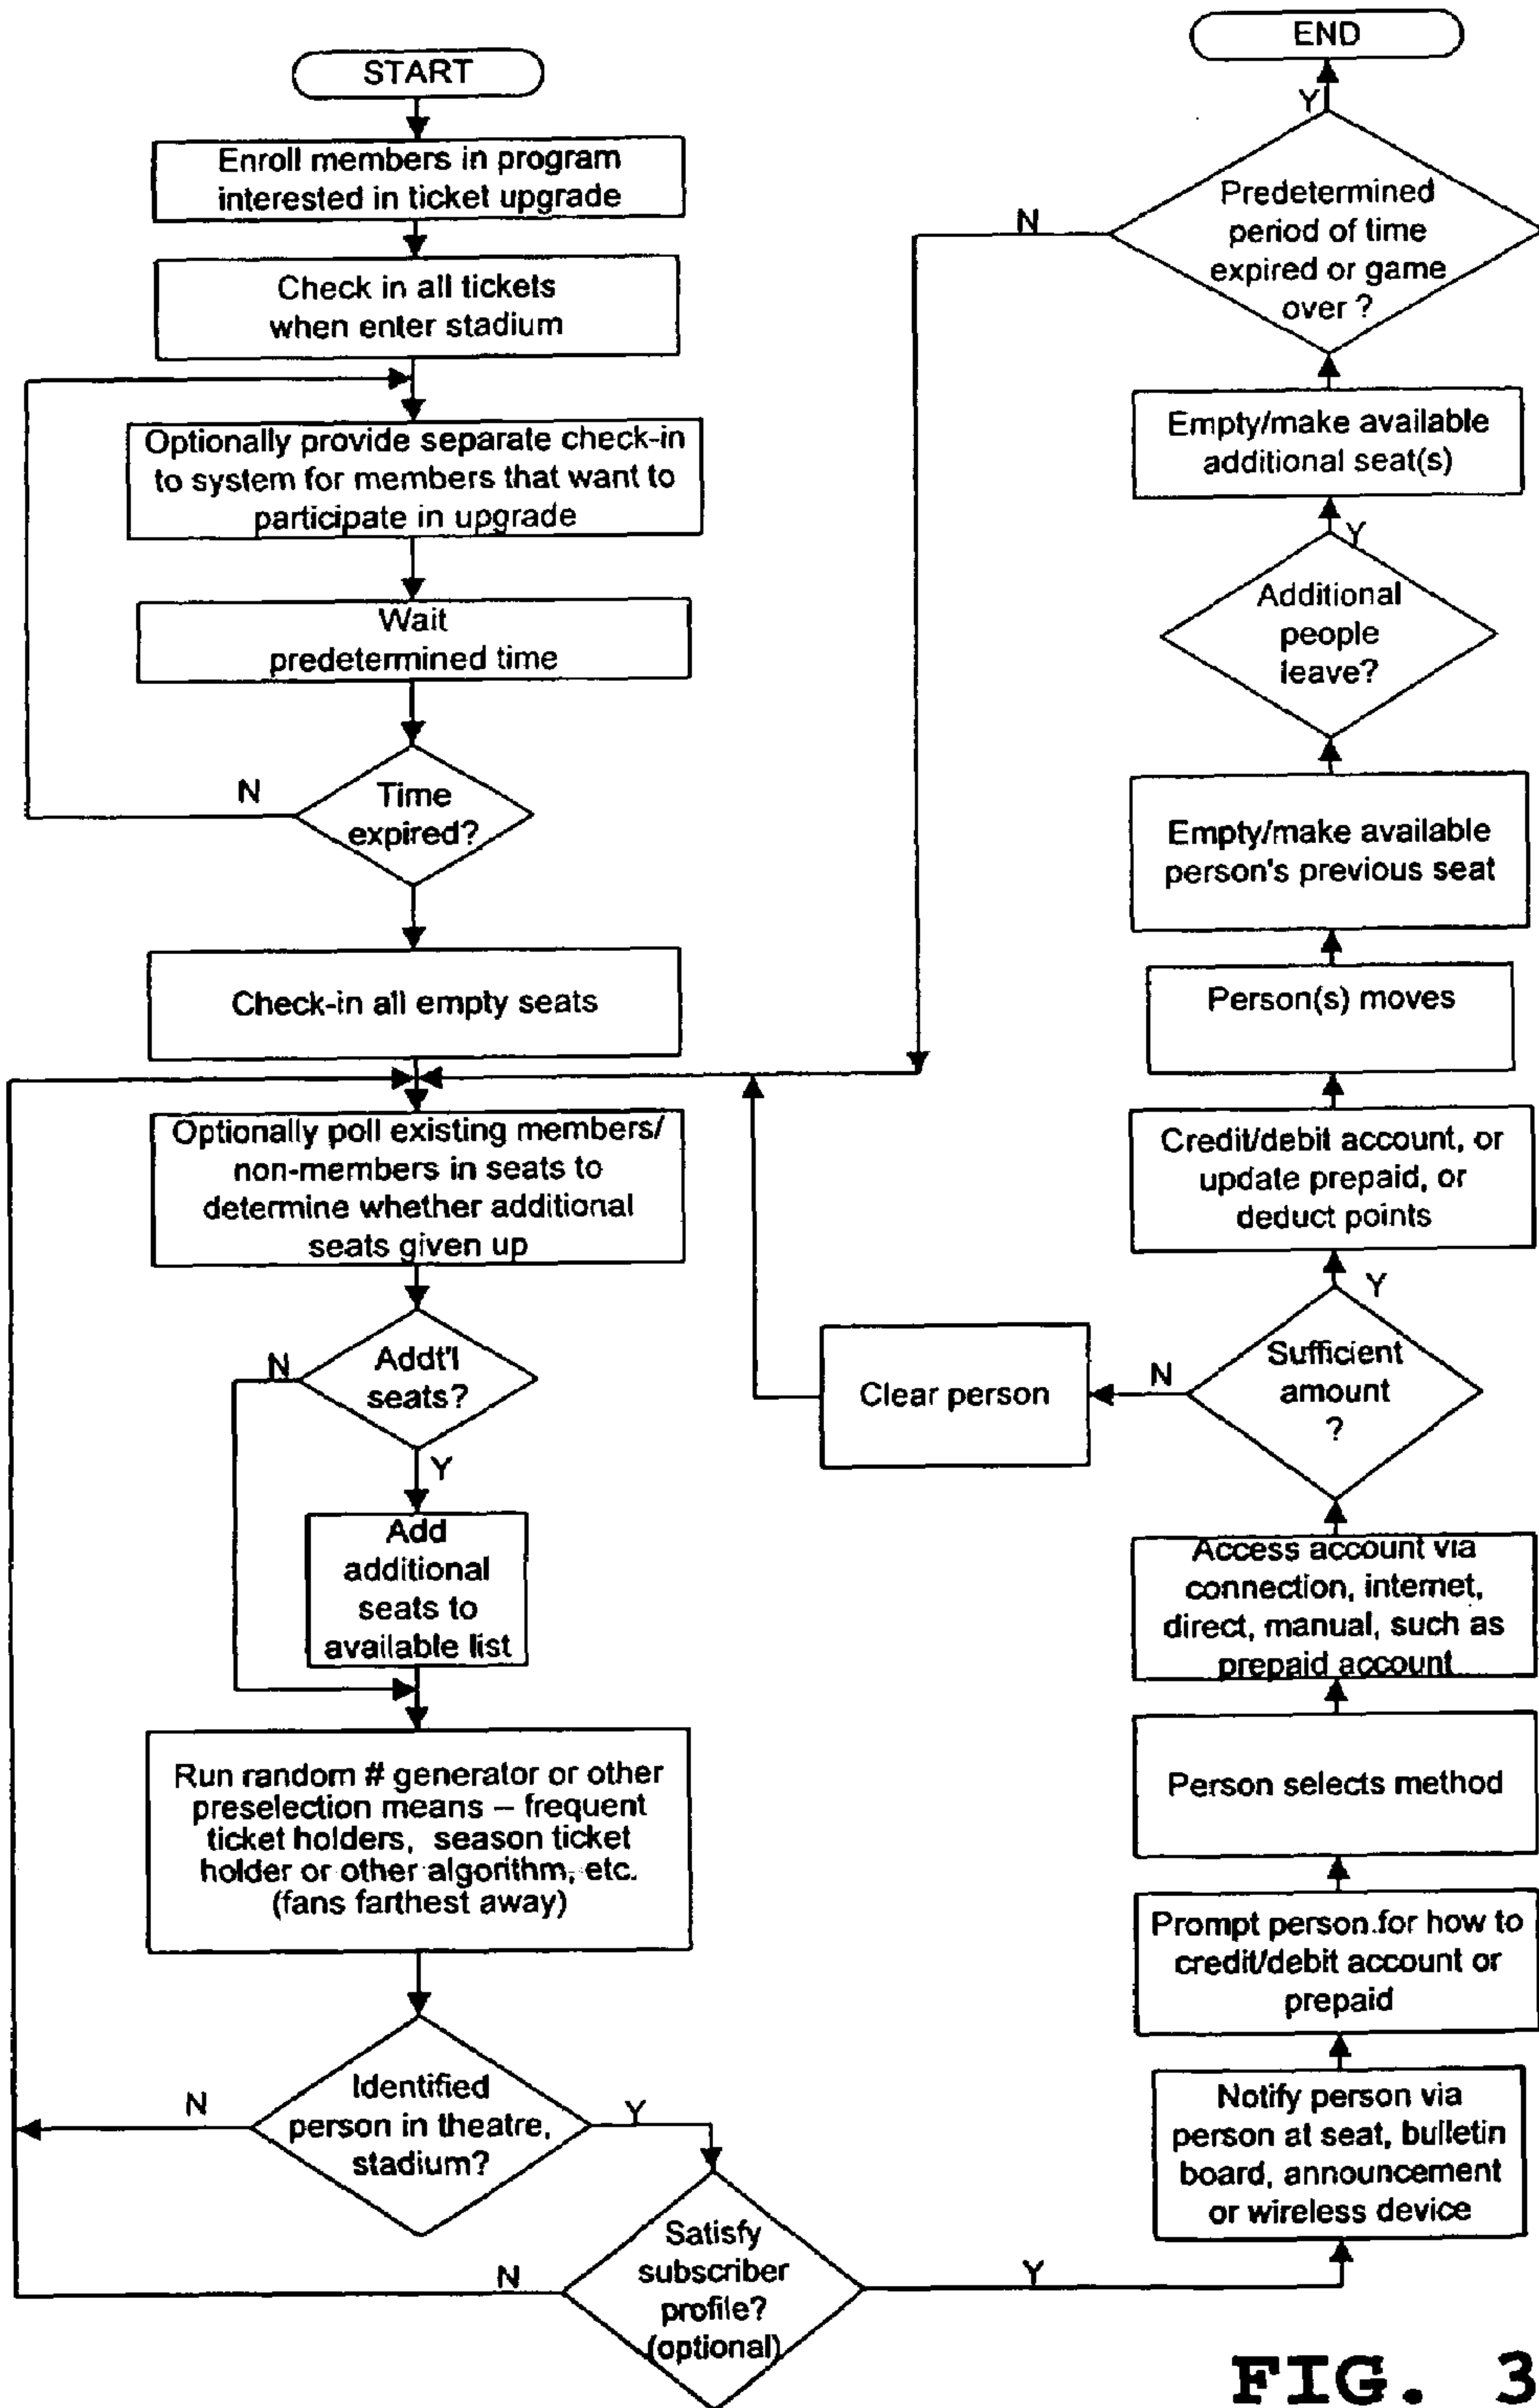 START
Enroll members in program
interested in ticket upgrade
Check in all tickets
when enter stadium
Optionally provide separate check-in
to system for members that want to
participate in upgrade
Wait
predetermined time
N
Time
expired?
Check-in all empty seats
Optionally poll existing members/
non-members in seats to
determine whether additional
seats given up
N
Addt'l
seats?
Y
Add
additional
seats to
available list
Run random # generator or other
preselection means – frequent
ticket holders, season ticket
holder or other algorithm, etc.
(fans farthest away)
N
Identified
person in theatre,
stadium?
Y
N
Satisfy
subscriber
profile?
(optional)
Y
Notify person via
person at seat, bulletin
board, announcement
or wireless device
Prompt person.for how to
credit/debit account or
prepaid
Person selects method
Access account via
connection, internet,
direct, manual, such as
prepaid account
Sufficient
amount
?
N
Clear person
Y
Credit/debit account, or
update prepaid, or
deduct points
Person(s) moves
Empty/make available
person's previous seat
Additional
people
leave?
Y
Empty/make available
additional seat(s)
Predetermined
period of time
expired or game
over ?
N
Y
END
FIG. 3